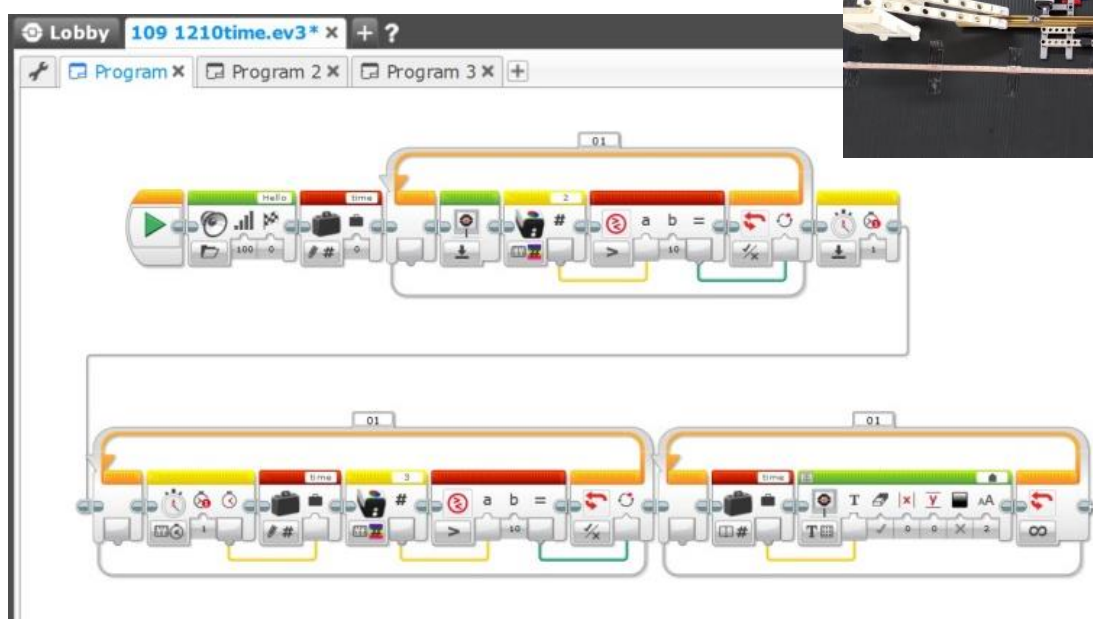 Lobby 109 1210time.ev3* × + ?
Program × Program 2 × Program 3 × +
01
Hello time 2
# a b =
100 0 # 0 # > 10 1
01
time 3
# a b =
1 # # > 10
01
time
T x y AA
# T 0 0 2 ∞